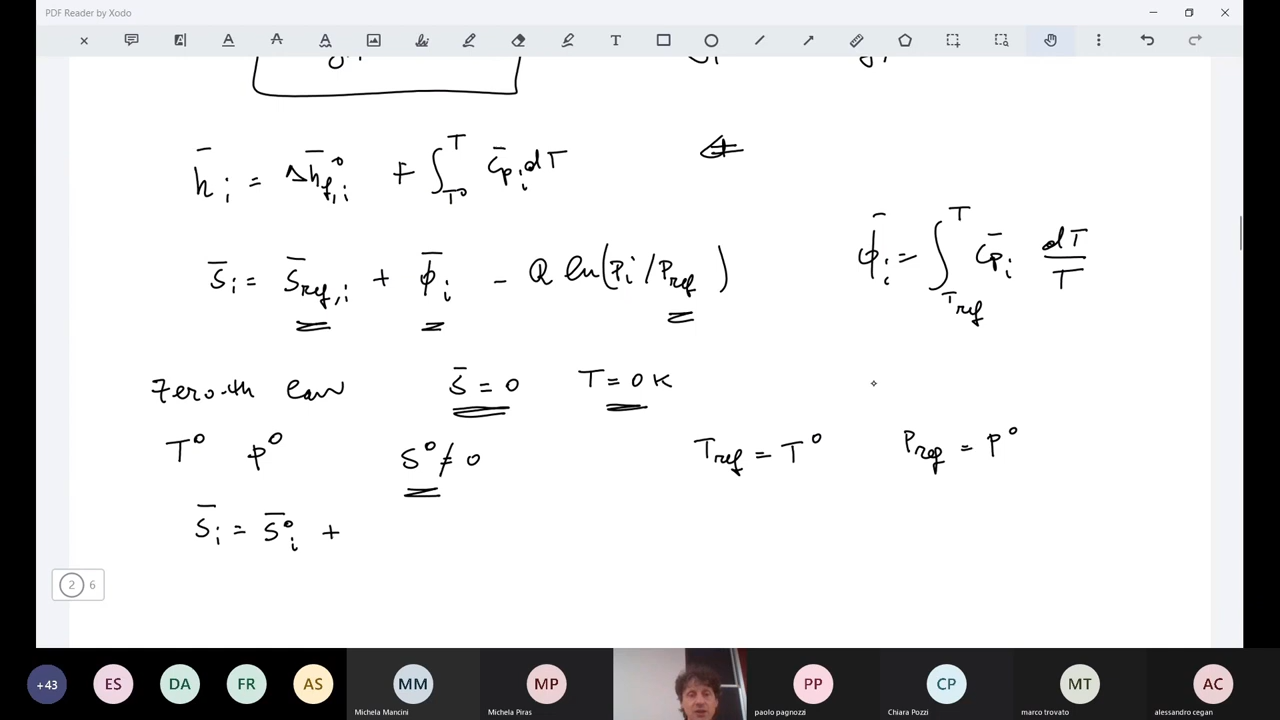 PDF Reader by Xodo
h̄i = Δh̄°f,i + ∫T°^T c̄pi dT
s̄i = s̄ref,i + φ̄i - R ln(Pi/Pref)
φ̄i = ∫Tref^T c̄pi dT/T
Zero-th law s̄ = 0 T = 0 K
T° p° S° ≠ 0 Tref = T° Pref = p°
s̄i = s̄°i +
2 6
+43 ES DA FR AS MM MP PP CP MT AC
Michela Mancini Michela Piras paolo pagnozzi Chiara Pozzi marco trovato alessandro cegan